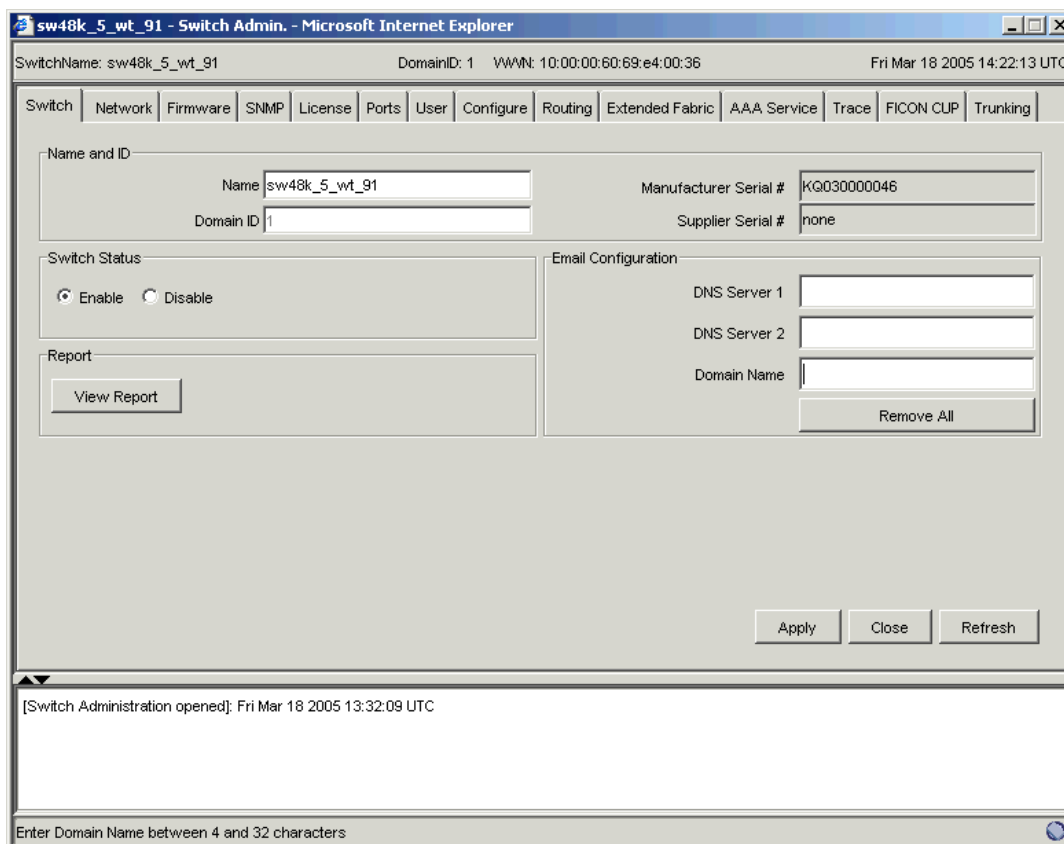 sw48k_5_wt_91 - Switch Admin. - Microsoft Internet Explorer
SwitchName: sw48k_5_wt_91 DomainID: 1 WWN: 10:00:00:60:69:e4:00:36 Fri Mar 18 2005 14:22:13 UTC
Switch Network Firmware SNMP License Ports User Configure Routing Extended Fabric AAA Service Trace FICON CUP Trunking
Name and ID
Name sw48k_5_wt_91 Manufacturer Serial # KQ030000046
Domain ID 1 Supplier Serial # none
Switch Status
Enable Disable
Email Configuration
DNS Server 1
DNS Server 2
Domain Name
Remove All
Report
View Report
Apply Close Refresh
[Switch Administration opened]: Fri Mar 18 2005 13:32:09 UTC
Enter Domain Name between 4 and 32 characters